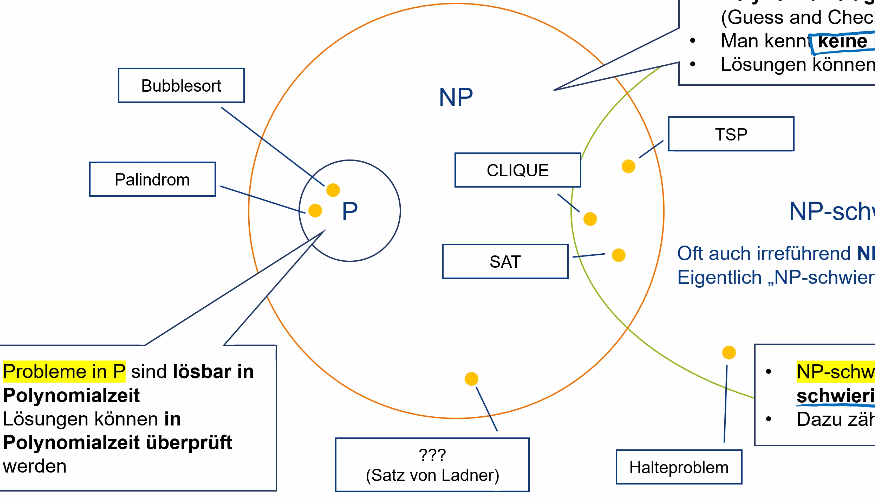 (Guess and Chec
• Man kennt keine
• Lösungen können
Bubblesort
NP
TSP
CLIQUE
Palindrom
P
NP-schw
Oft auch irreführend
SAT
Eigentlich „NP-schwier
Probleme in P sind lösbar in
Polynomialzeit
Lösungen können in
Polynomialzeit überprüft
werden
• NP-schw
schwieri
• Dazu zäh
???
(Satz von Ladner)
Halteproblem